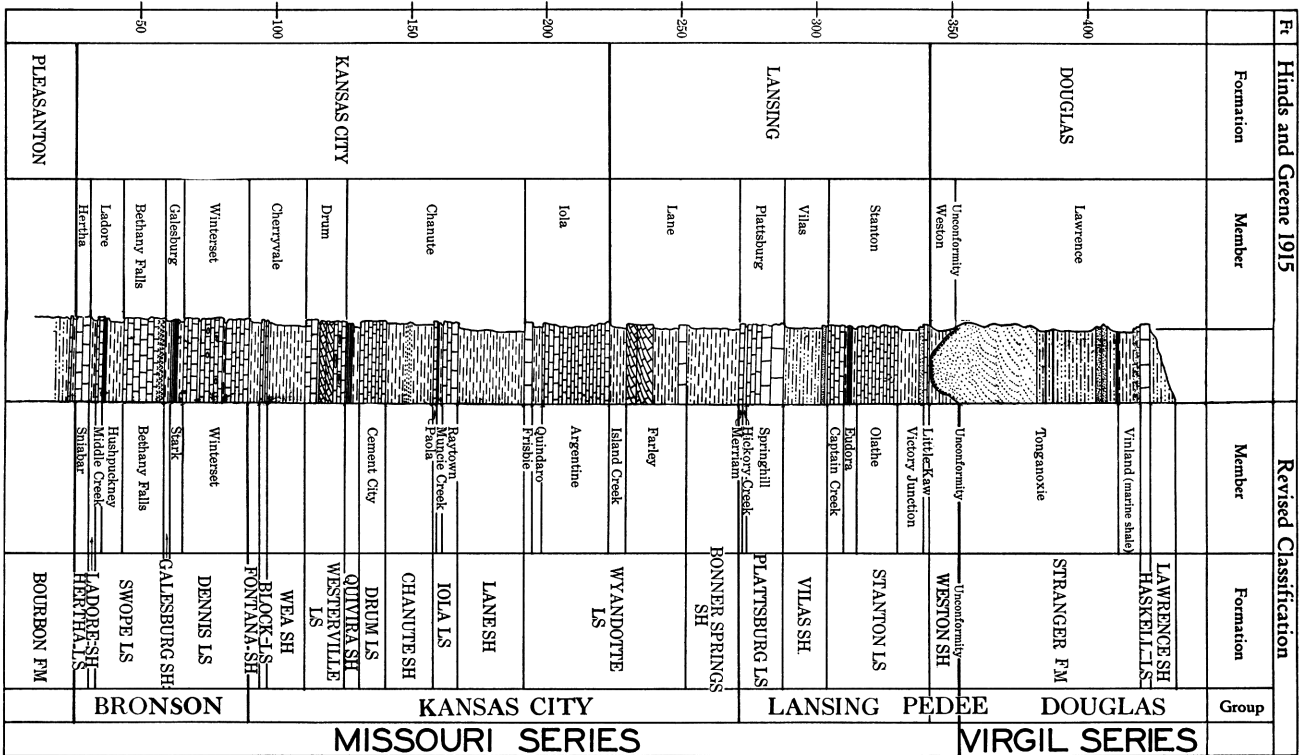 Ft
Hinds and Greene 1915
Revised Classification
Formation
Member
Member
Formation
Group
-400
-350
-300
-250
-200
-150
-100
-50
DOUGLAS
LANSING
KANSAS CITY
PLEASANTON
Lawrence
Unconformity
Weston
Stanton
Vilas
Plattsburg
Lane
Iola
Chanute
Drum
Cherryvale
Winterset
Galesburg
Bethany Falls
Ladore
Hertha
Vinland (marine shale)
Tonganoxie
Unconformity
Little Kaw
Victory Junction
Olathe
Eudora
Captain Creek
Springhill
Hickory Creek
Merriam
Farley
Island Creek
Argentine
Quindaro
Frisbie
Raytown
Muncie Creek
Paola
Cement City
Winterset
Stark
Bethany Falls
Hushpuckney
Middle Creek
Sniabar
LAWRENCE SH
HASKELL-LS
STRANGER FM
Unconformity
WESTON SH
STANTON LS
VILAS SH.
PLATTSBURG LS
BONNER SPRINGS
SH
WYANDOTTE
LS
LANE SH
IOLA LS
CHANUTE SH
DRUM LS
QUIVIRA SH
WESTERVILLE
LS
WEA SH
BLOCK-LS
FONTANA-SH
DENNIS LS
GALESBURG SH
SWOPE LS
LADORE-SH
HERTHA LS
BOURBON FM
DOUGLAS
PEDEE
LANSING
KANSAS CITY
BRONSON
VIRGIL SERIES
MISSOURI SERIES